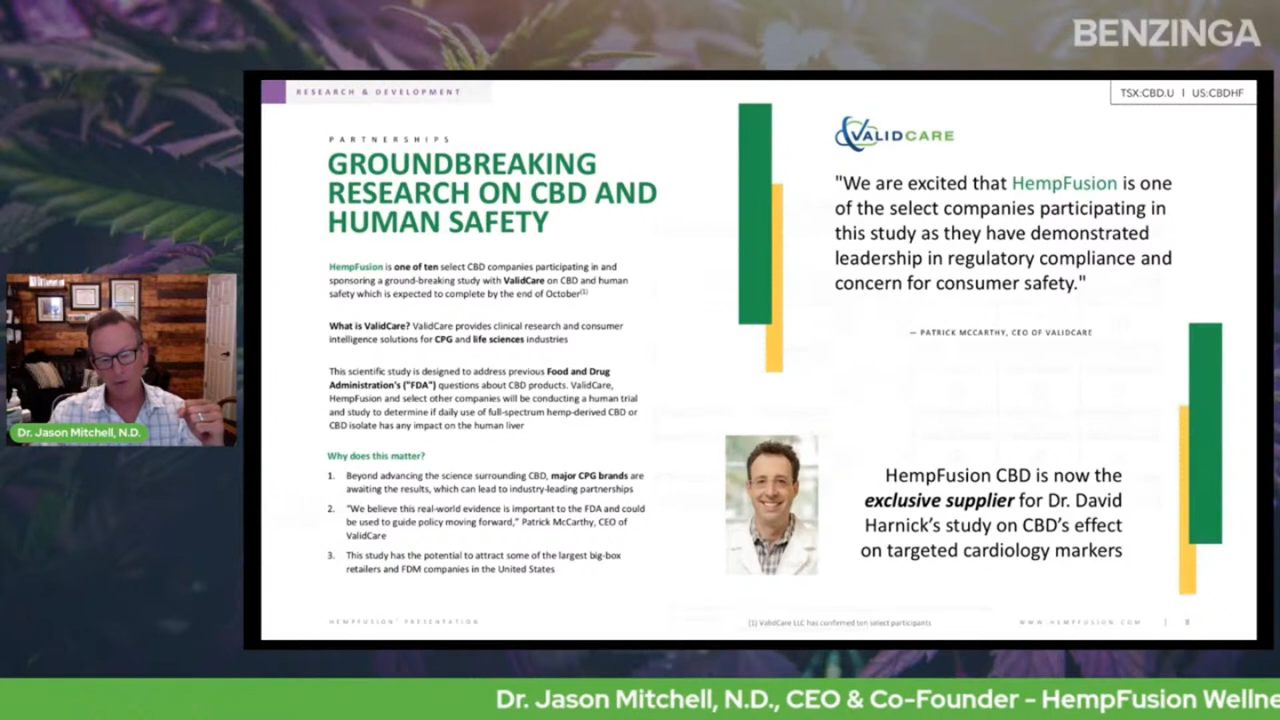 BENZINGA
RESEARCH & DEVELOPMENT
TSX:CBD.U | US:CBDHF
PARTNERSHIPS
GROUNDBREAKING
RESEARCH ON CBD AND
HUMAN SAFETY
HempFusion is one of ten select CBD companies participating in and
sponsoring a ground-breaking study with ValidCare on CBD and human
safety which is expected to complete by the end of October(1)
What is ValidCare? ValidCare provides clinical research and consumer
intelligence solutions for CPG and life sciences industries
This scientific study is designed to address previous Food and Drug
Administration's ("FDA") questions about CBD products. ValidCare,
HempFusion and select other companies will be conducting a human trial
and study to determine if daily use of full-spectrum hemp-derived CBD or
CBD isolate has any impact on the human liver
Why does this matter?
1. Beyond advancing the science surrounding CBD, major CPG brands are
awaiting the results, which can lead to industry-leading partnerships
2. "We believe this real-world evidence is important to the FDA and could
be used to guide policy moving forward," Patrick McCarthy, CEO of
ValidCare
3. This study has the potential to attract some of the largest big-box
retailers and FDM companies in the United States
VALIDCARE
"We are excited that HempFusion is one
of the select companies participating in
this study as they have demonstrated
leadership in regulatory compliance and
concern for consumer safety."
— PATRICK MCCARTHY, CEO OF VALIDCARE
HempFusion CBD is now the
exclusive supplier for Dr. David
Harnick's study on CBD's effect
on targeted cardiology markers
HEMPFUSION™ PRESENTATION
(1) ValidCare LLC has confirmed ten select participants
WWW.HEMPFUSION.COM | 8
Dr. Jason Mitchell, N.D.
Dr. Jason Mitchell, N.D., CEO & Co-Founder - HempFusion Wellne